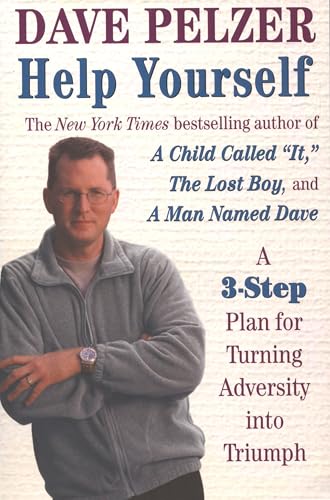 DAVE PELZER
Help Yourself
The New York Times bestselling author of
A Child Called "It,"
The Lost Boy, and
A Man Named Dave
A
3-Step
Plan for
Turning
Adversity
into
Triumph